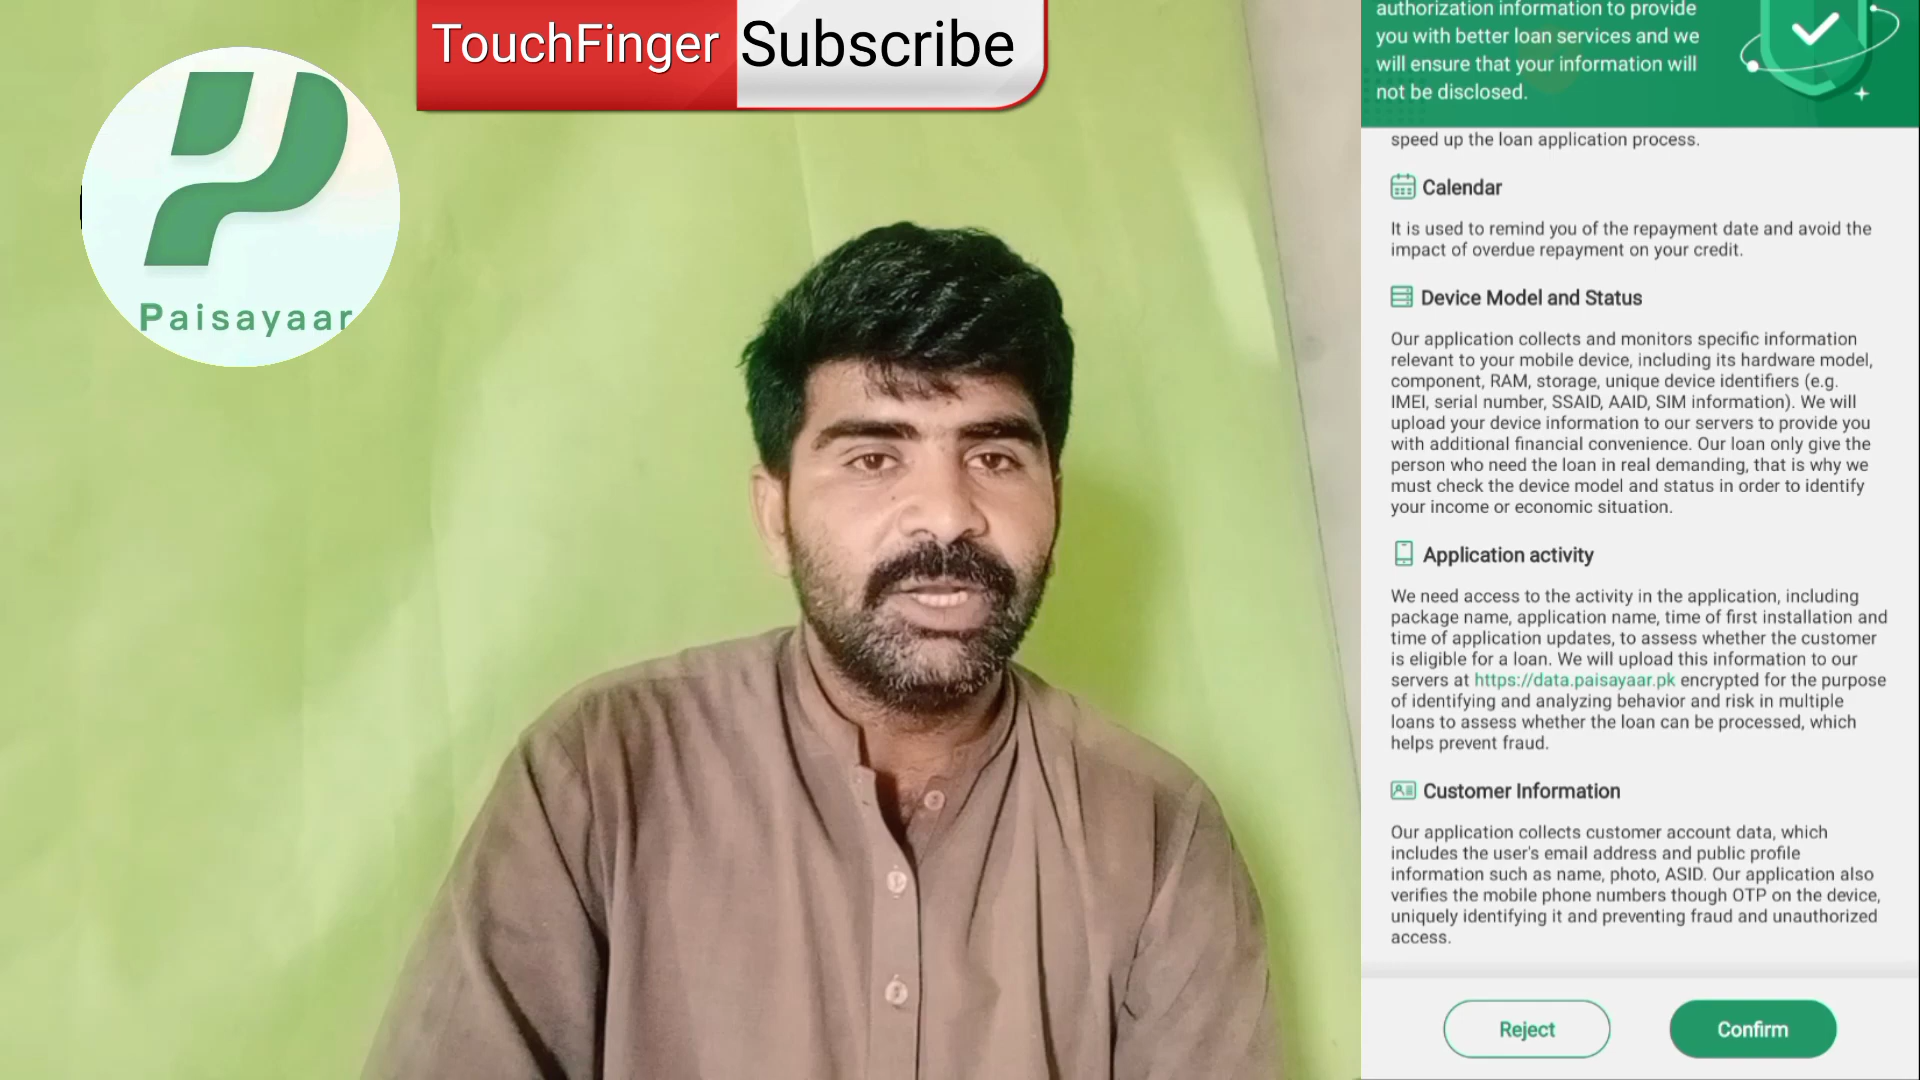 TouchFinger Subscribe
Paisayaar
authorization information to provide
you with better loan services and we
will ensure that your information will
not be disclosed.
speed up the loan application process.
Calendar
It is used to remind you of the repayment date and avoid the
impact of overdue repayment on your credit.
Device Model and Status
Our application collects and monitors specific information
relevant to your mobile device, including its hardware model,
component, RAM, storage, unique device identifiers (e.g.
IMEI, serial number, SSAID, AAID, SIM information). We will
upload your device information to our servers to provide you
with additional financial convenience. Our loan only give the
person who need the loan in real demanding, that is why we
must check the device model and status in order to identify
your income or economic situation.
Application activity
We need access to the activity in the application, including
package name, application name, time of first installation and
time of application updates, to assess whether the customer
is eligible for a loan. We will upload this information to our
servers at https://data.paisayaar.pk encrypted for the purpose
of identifying and analyzing behavior and risk in multiple
loans to assess whether the loan can be processed, which
helps prevent fraud.
Customer Information
Our application collects customer account data, which
includes the user's email address and public profile
information such as name, photo, ASID. Our application also
verifies the mobile phone numbers though OTP on the device,
uniquely identifying it and preventing fraud and unauthorized
access.
Reject
Confirm